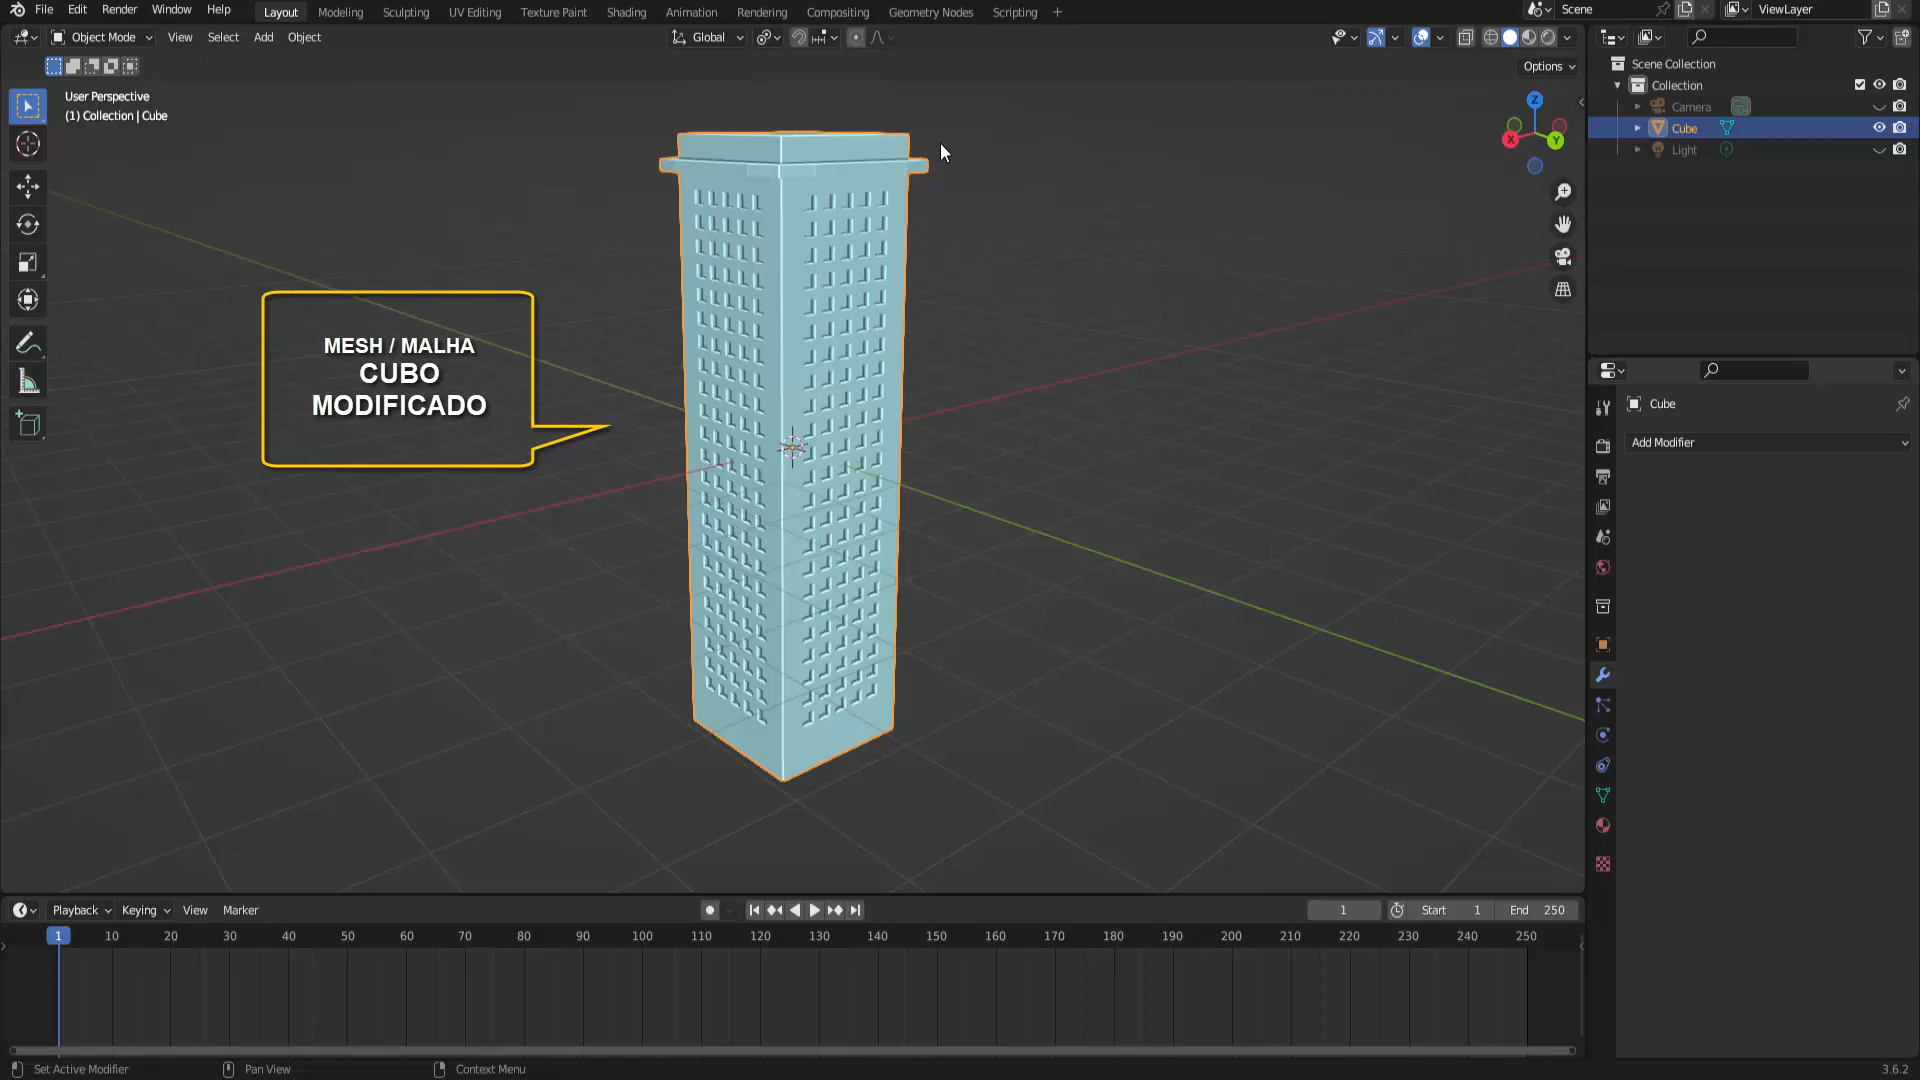 File Edit Render Window Help Layout Modeling Sculpting UV Editing Texture Paint Shading Animation Rendering Compositing Geometry Nodes Scripting + Scene ViewLayer
Object Mode View Select Add Object Global
Options
User Perspective
(1) Collection | Cube
Z
X
Y
Scene Collection
Collection
Camera
Cube
Light
MESH / MALHA
CUBO
MODIFICADO
Cube
Add Modifier
Playback Keying View Marker 1 Start 1 End 250
1 10 20 30 40 50 60 70 80 90 100 110 120 130 140 150 160 170 180 190 200 210 220 230 240 250
Set Active Modifier Pan View Context Menu 3.6.2